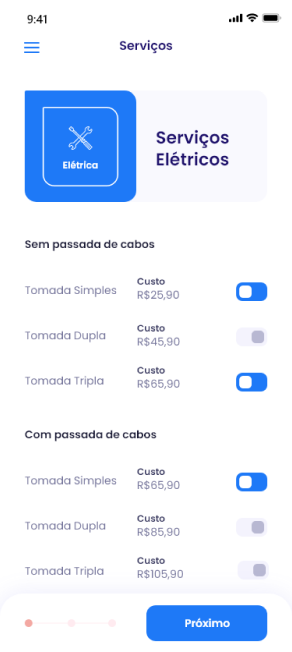 9:41
Serviços
Elétrica
Serviços
Elétricos
Sem passada de cabos
Tomada Simples
Custo
R$25,90
Tomada Dupla
Custo
R$45,90
Tomada Tripla
Custo
R$65,90
Com passada de cabos
Tomada Simples
Custo
R$65,90
Tomada Dupla
Custo
R$85,90
Tomada Tripla
Custo
R$105,90
Próximo